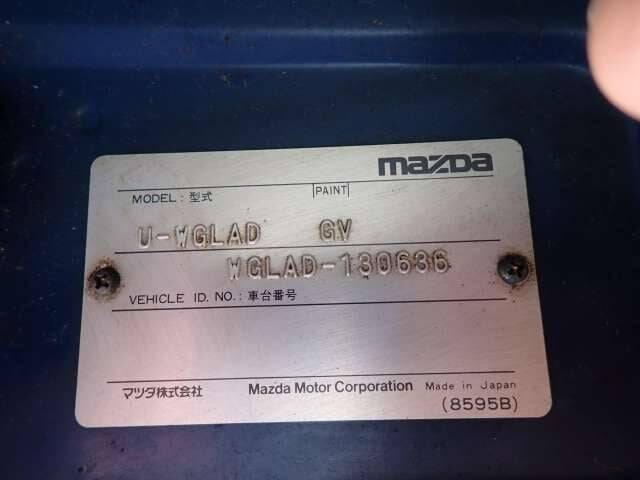 mazda
MODEL : 型式 PAINT
U-WGLAD GV
WGLAD-130636
VEHICLE ID. NO. : 車台番号
マツダ株式会社 Mazda Motor Corporation Made in Japan
(8595B)